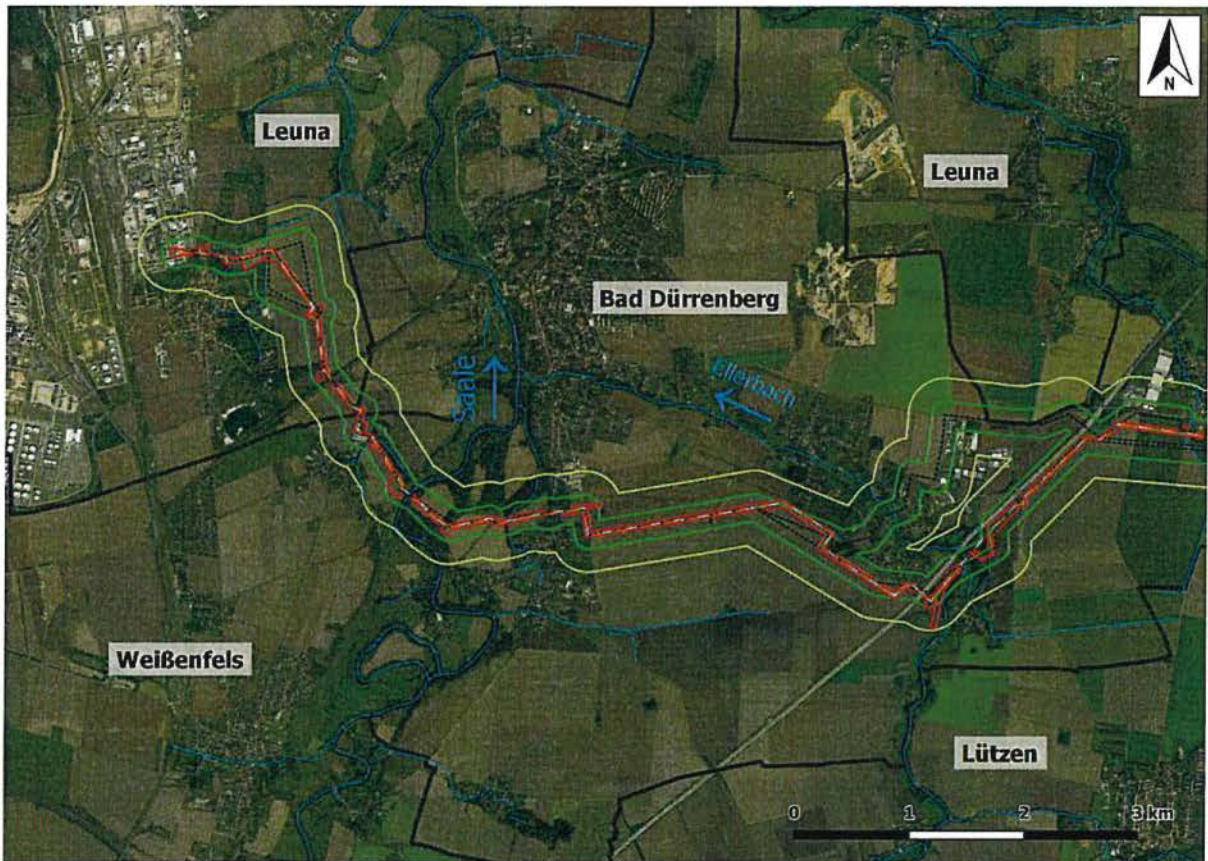 N
Leuna
Leuna
Bad Dürrenberg
Saale
Ellerbach
Weißenfels
Lützen
0 1 2 3 km